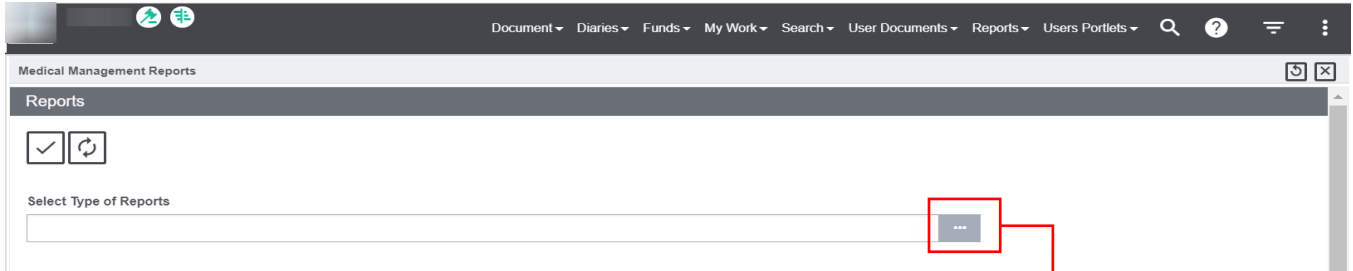 Document Diaries Funds My Work Search User Documents Reports Users Portlets
Medical Management Reports
Reports
Select Type of Reports